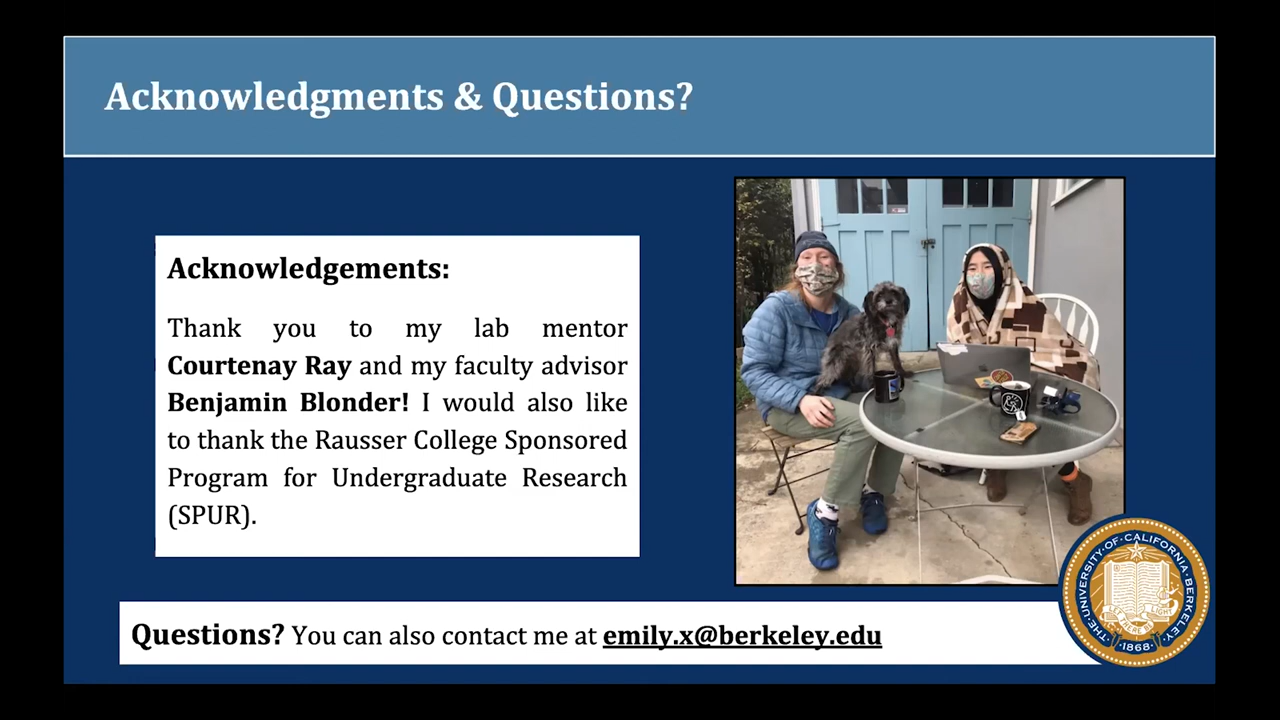 Acknowledgments & Questions?
Acknowledgements:
Thank you to my lab mentor
Courtenay Ray and my faculty advisor
Benjamin Blonder! I would also like
to thank the Rausser College Sponsored
Program for Undergraduate Research
(SPUR).
Questions? You can also contact me at emily.x@berkeley.edu
THE·UNIVERSITY·OF·CALIFORNIA·BERKELEY
LET THERE BE LIGHT
·1868·